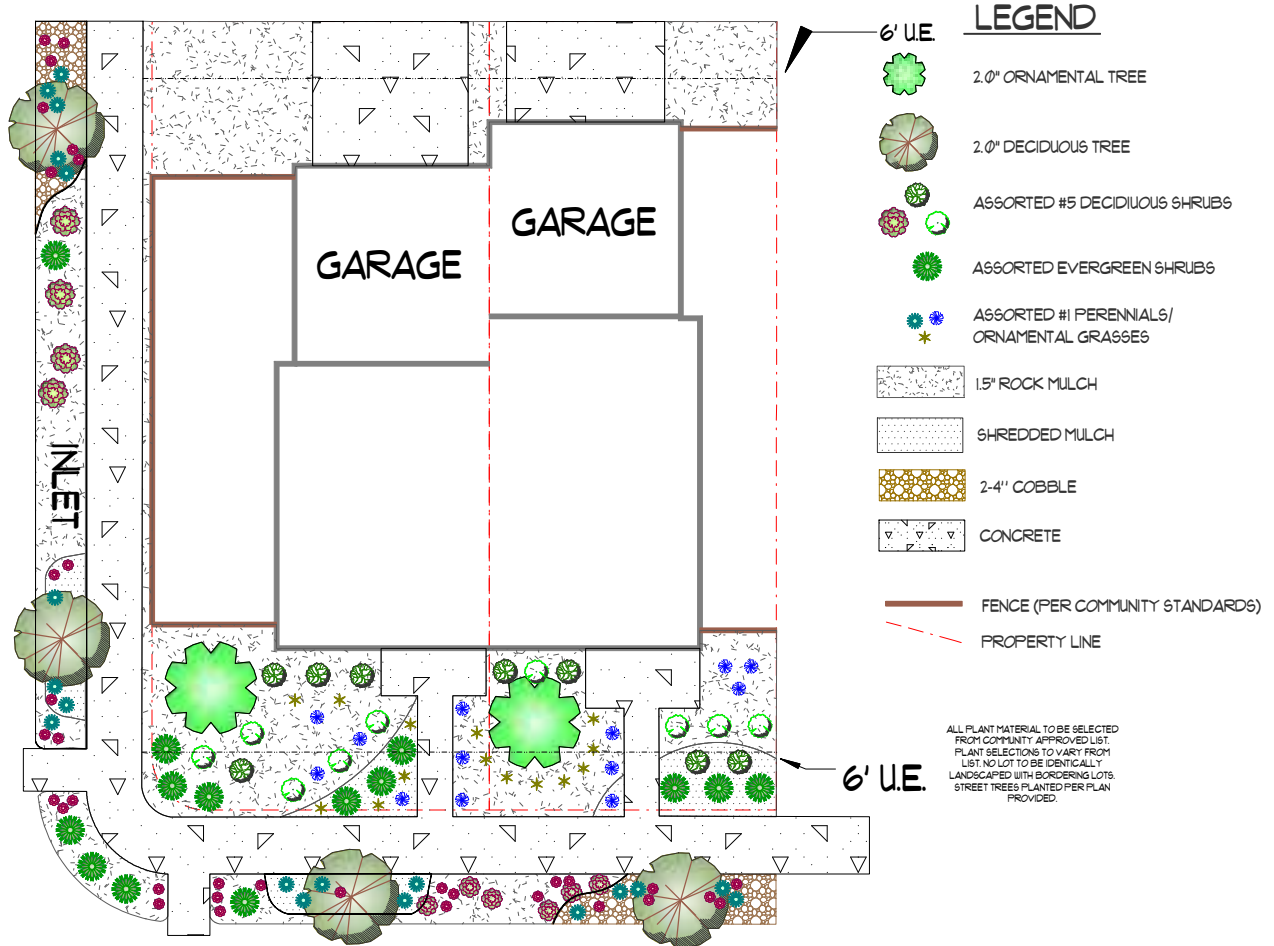 LEGEND
6' U.E.
2.0" ORNAMENTAL TREE
2.0" DECIDUOUS TREE
ASSORTED #5 DECIDIUOUS SHRUBS
ASSORTED EVERGREEN SHRUBS
ASSORTED #1 PERENNIALS/
ORNAMENTAL GRASSES
1.5" ROCK MULCH
SHREDDED MULCH
2-4'' COBBLE
CONCRETE
FENCE (PER COMMUNITY STANDARDS)
PROPERTY LINE
GARAGE
GARAGE
INLET
6' U.E.
ALL PLANT MATERIAL TO BE SELECTED
FROM COMMUNITY APPROVED LIST.
PLANT SELECTIONS TO VARY FROM
LIST. NO LOT TO BE IDENTICALLY
LANDSCAPED WITH BORDERING LOTS.
STREET TREES PLANTED PER PLAN
PROVIDED.